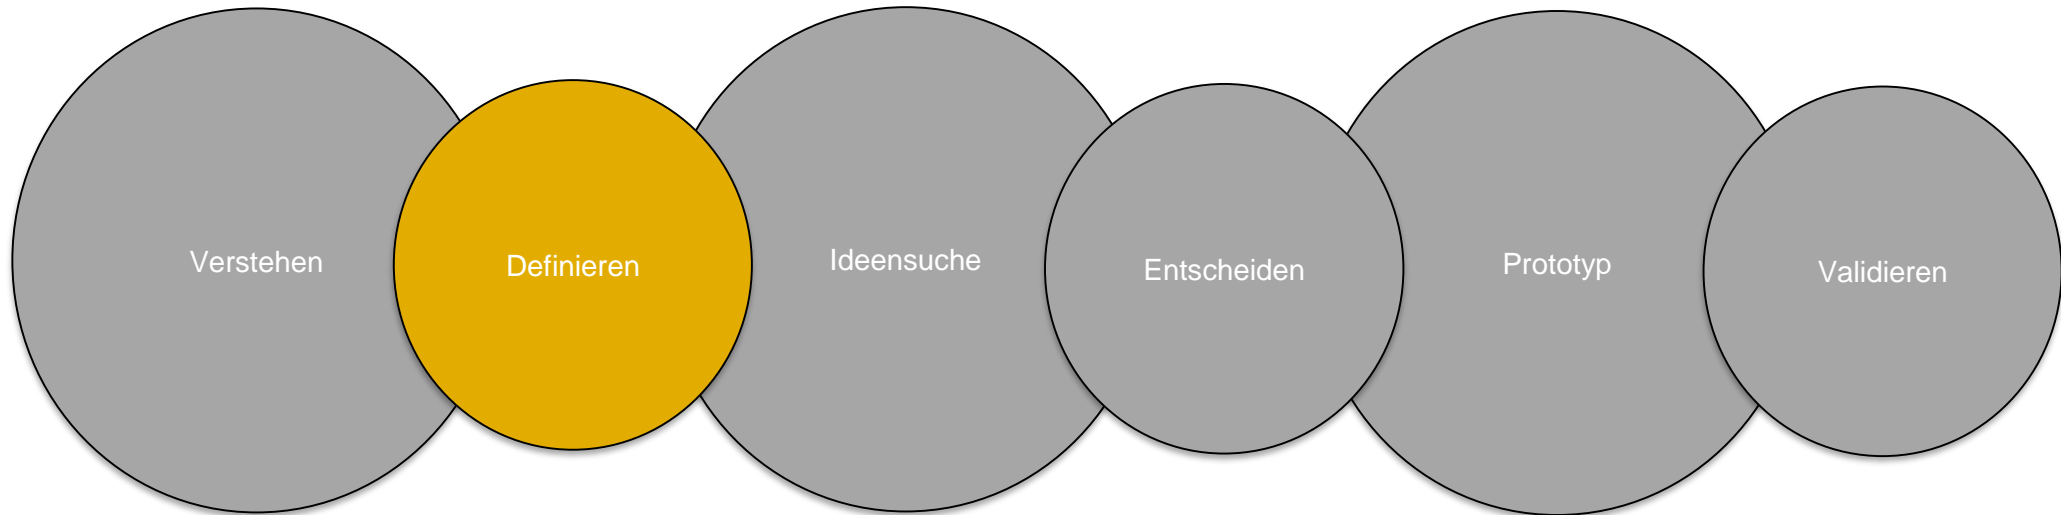 Verstehen
Definieren
Ideensuche
Entscheiden
Prototyp
Validieren